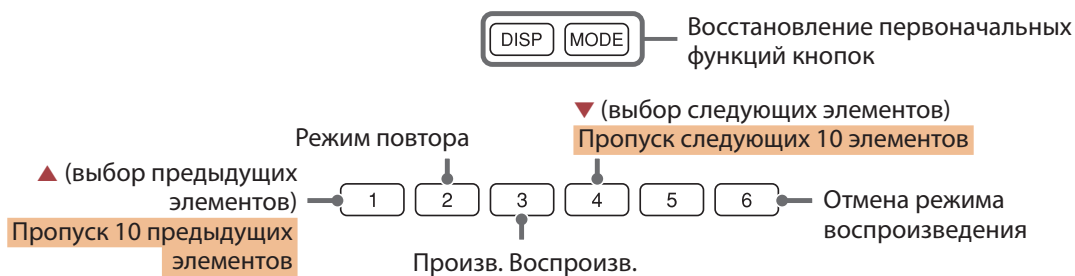 DISP MODE
Восстановление первоначальных
функций кнопок
▼ (выбор следующих элементов)
Пропуск следующих 10 элементов
Режим повтора
▲ (выбор предыдущих
элементов)
Пропуск 10 предыдущих
элементов
1 2 3 4 5 6
Отмена режима
воспроизведения
Произв. Воспроизв.